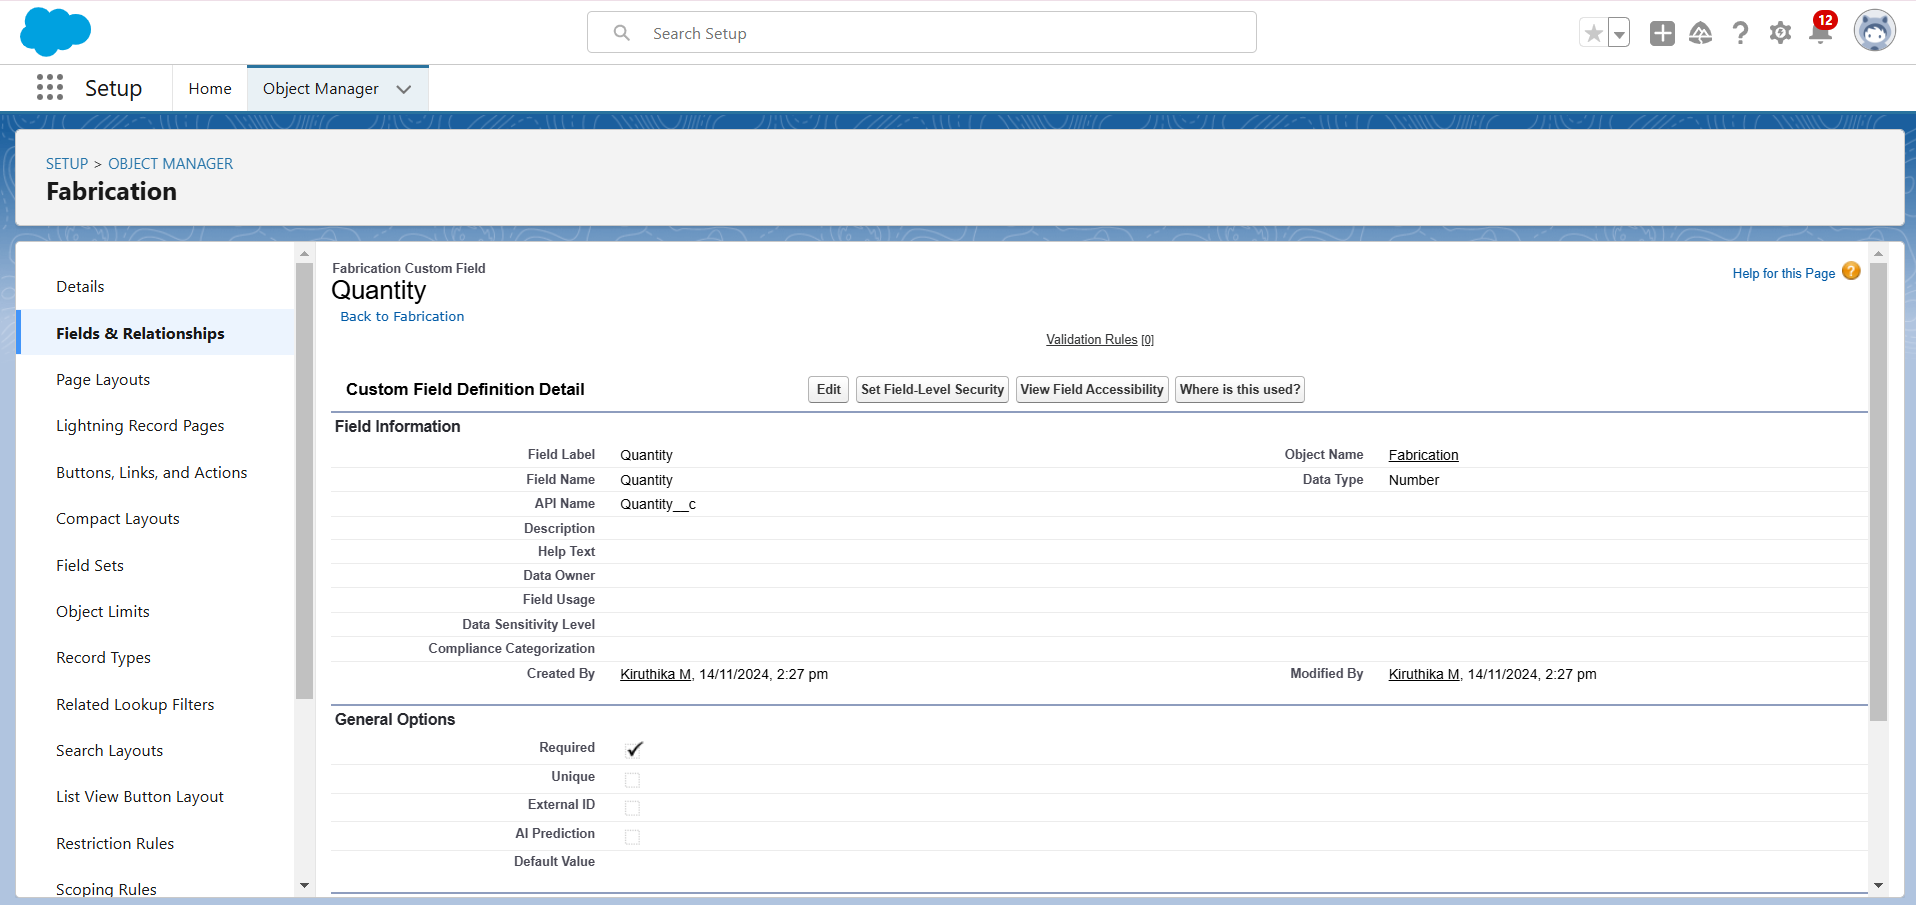 Search Setup
12
Setup
Home
Object Manager
SETUP > OBJECT MANAGER
Fabrication
Details
Fields & Relationships
Page Layouts
Lightning Record Pages
Buttons, Links, and Actions
Compact Layouts
Field Sets
Object Limits
Record Types
Related Lookup Filters
Search Layouts
List View Button Layout
Restriction Rules
Scoping Rules
Fabrication Custom Field
Quantity
Back to Fabrication
Help for this Page ?
Validation Rules [0]
Custom Field Definition Detail
Edit
Set Field-Level Security
View Field Accessibility
Where is this used?
Field Information
Field Label Quantity Object Name Fabrication
Field Name Quantity Data Type Number
API Name Quantity__c
Description
Help Text
Data Owner
Field Usage
Data Sensitivity Level
Compliance Categorization
Created By Kiruthika M, 14/11/2024, 2:27 pm Modified By Kiruthika M, 14/11/2024, 2:27 pm
General Options
Required
Unique
External ID
AI Prediction
Default Value